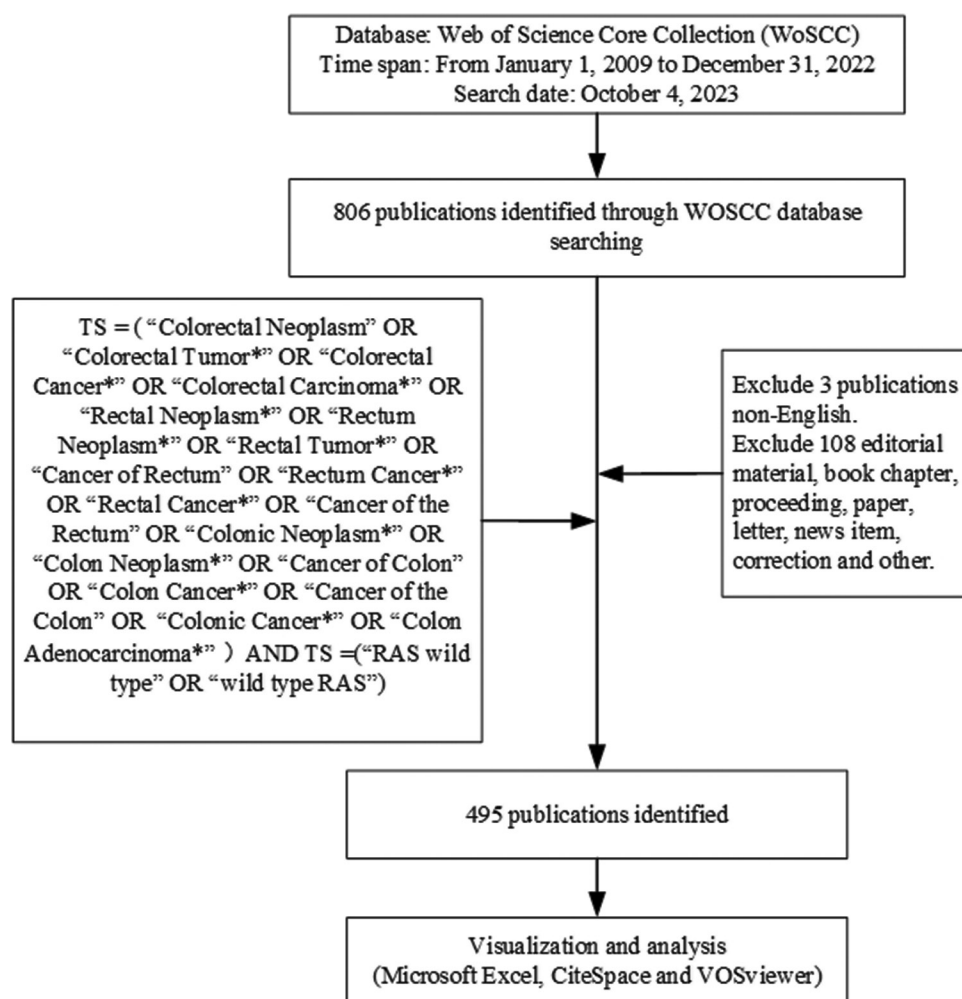 Database: Web of Science Core Collection (WoSCC)
Time span: From January 1, 2009 to December 31, 2022
Search date: October 4, 2023
806 publications identified through WOSCC database
searching
TS = ( “Colorectal Neoplasm” OR
“Colorectal Tumor*” OR “Colorectal
Cancer*” OR “Colorectal Carcinoma*” OR
“Rectal Neoplasm*” OR “Rectum
Neoplasm*” OR “Rectal Tumor*” OR
“Cancer of Rectum” OR “Rectum Cancer*”
OR “Rectal Cancer*” OR “Cancer of the
Rectum” OR “Colonic Neoplasm*” OR
“Colon Neoplasm*” OR “Cancer of Colon”
OR “Colon Cancer*” OR “Cancer of the
Colon” OR “Colonic Cancer*” OR “Colon
Adenocarcinoma*” ) AND TS =(“RAS wild
type” OR “wild type RAS”)
Exclude 3 publications
non-English.
Exclude 108 editorial
material, book chapter,
proceeding, paper,
letter, news item,
correction and other.
495 publications identified
Visualization and analysis
(Microsoft Excel, CiteSpace and VOSviewer)